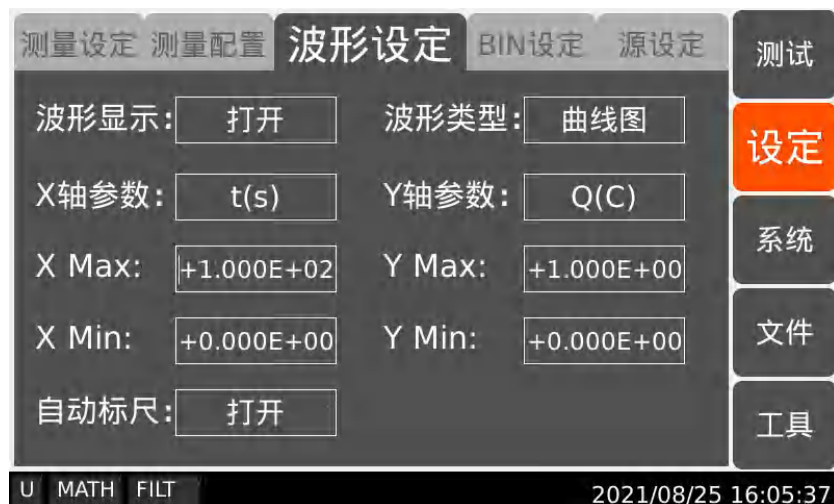 测量设定 测量配置 波形设定 BIN设定 源设定
测试
波形显示: 打开 波形类型: 曲线图
设定
X轴参数: t(s) Y轴参数: Q(C)
系统
X Max: +1.000E+02 Y Max: +1.000E+00
X Min: +0.000E+00 Y Min: +0.000E+00
文件
自动标尺: 打开
工具
U MATH FILT 2021/08/25 16:05:37